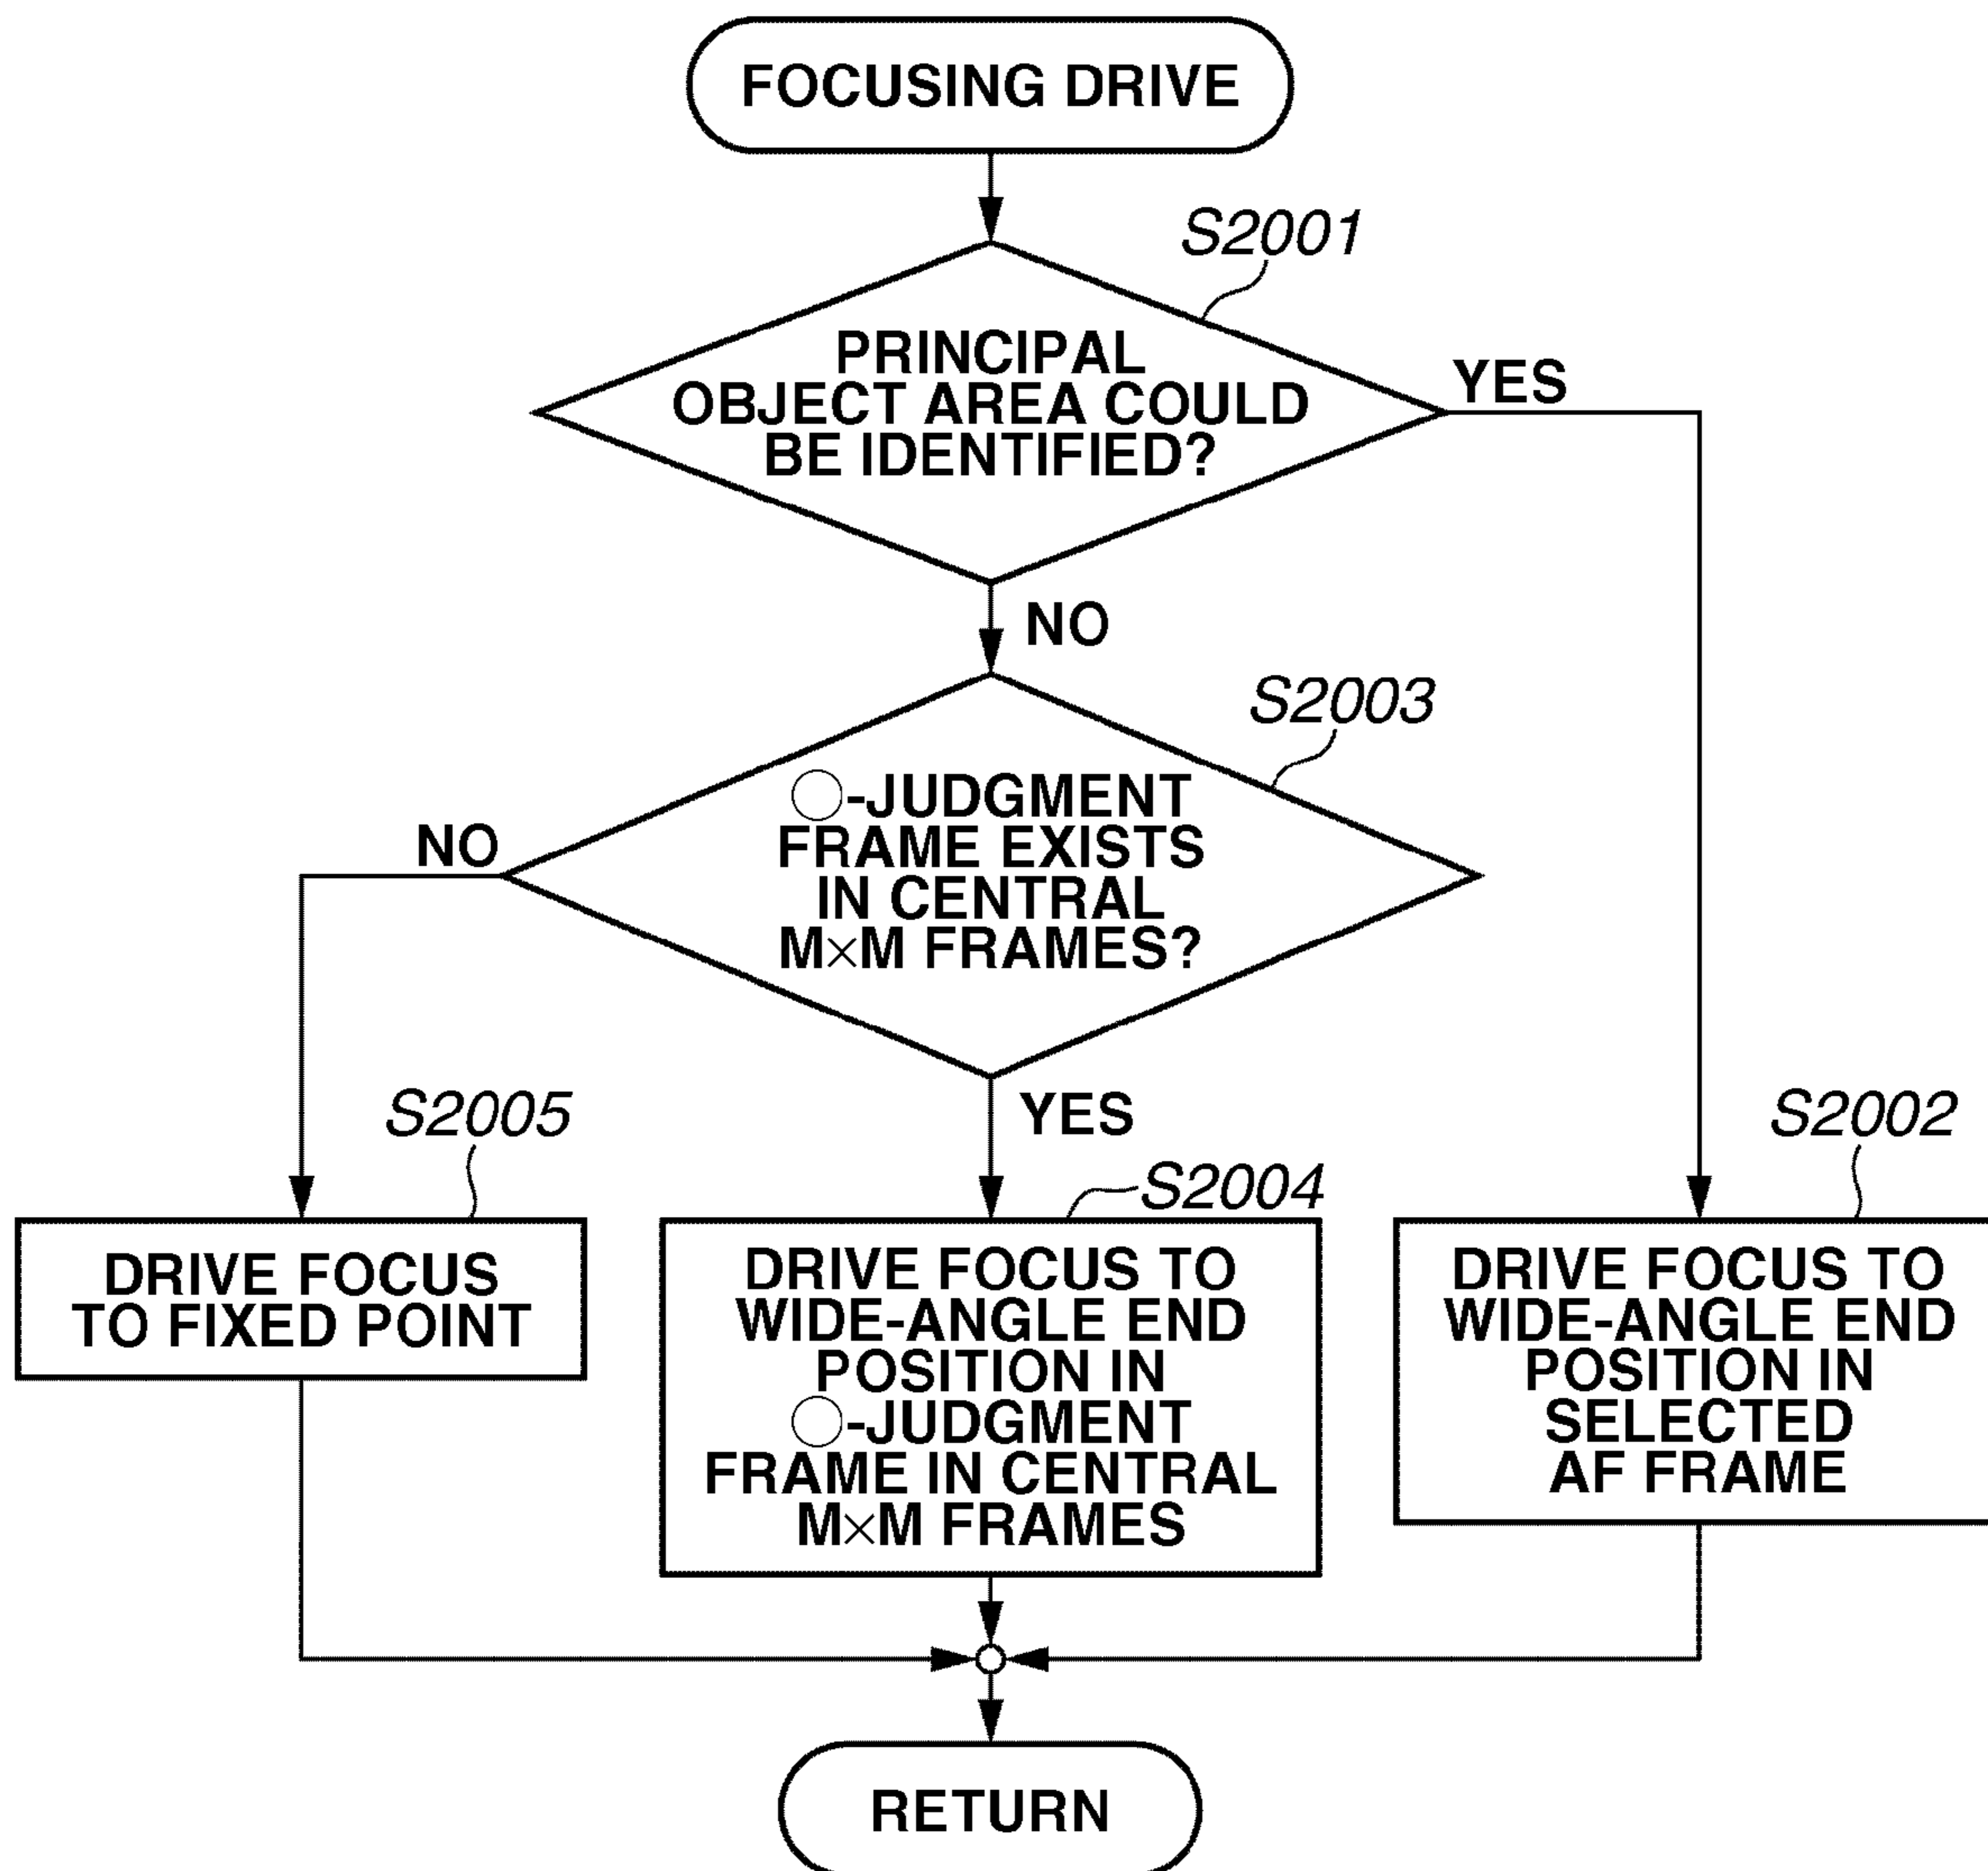 FOCUSING DRIVE
S2001
PRINCIPAL
OBJECT AREA COULD
BE IDENTIFIED?
YES
NO
S2003
◯-JUDGMENT
FRAME EXISTS
IN CENTRAL
M×M FRAMES?
NO
YES
S2005
DRIVE FOCUS
TO FIXED POINT
S2004
DRIVE FOCUS TO
WIDE-ANGLE END
POSITION IN
◯-JUDGMENT
FRAME IN CENTRAL
M×M FRAMES
S2002
DRIVE FOCUS TO
WIDE-ANGLE END
POSITION IN
SELECTED
AF FRAME
RETURN